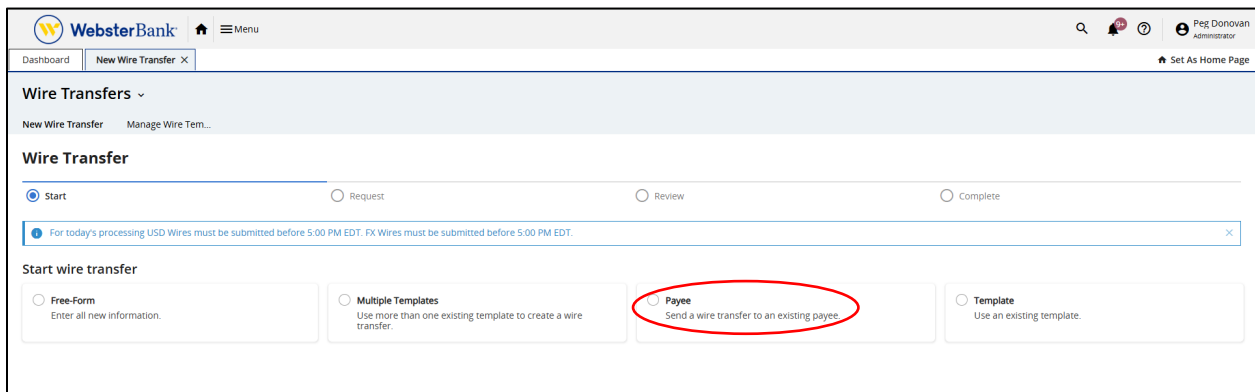 WebsterBank Menu 9+ Peg Donovan
Administrator
Dashboard New Wire Transfer Set As Home Page
Wire Transfers
New Wire Transfer Manage Wire Tem...
Wire Transfer
Start Request Review Complete
For today's processing USD Wires must be submitted before 5:00 PM EDT. FX Wires must be submitted before 5:00 PM EDT.
Start wire transfer
Free-Form
Enter all new information.
Multiple Templates
Use more than one existing template to create a wire
transfer.
Payee
Send a wire transfer to an existing payee.
Template
Use an existing template.